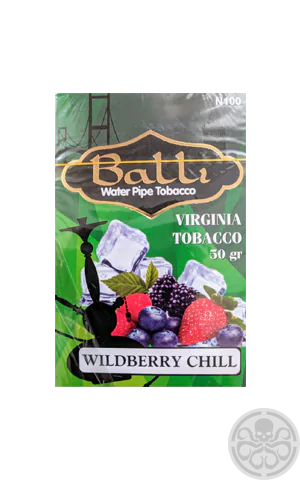 N100
Balli
Water Pipe Tobacco
VIRGINIA
TOBACCO
50 gr
WILDBERRY CHILL